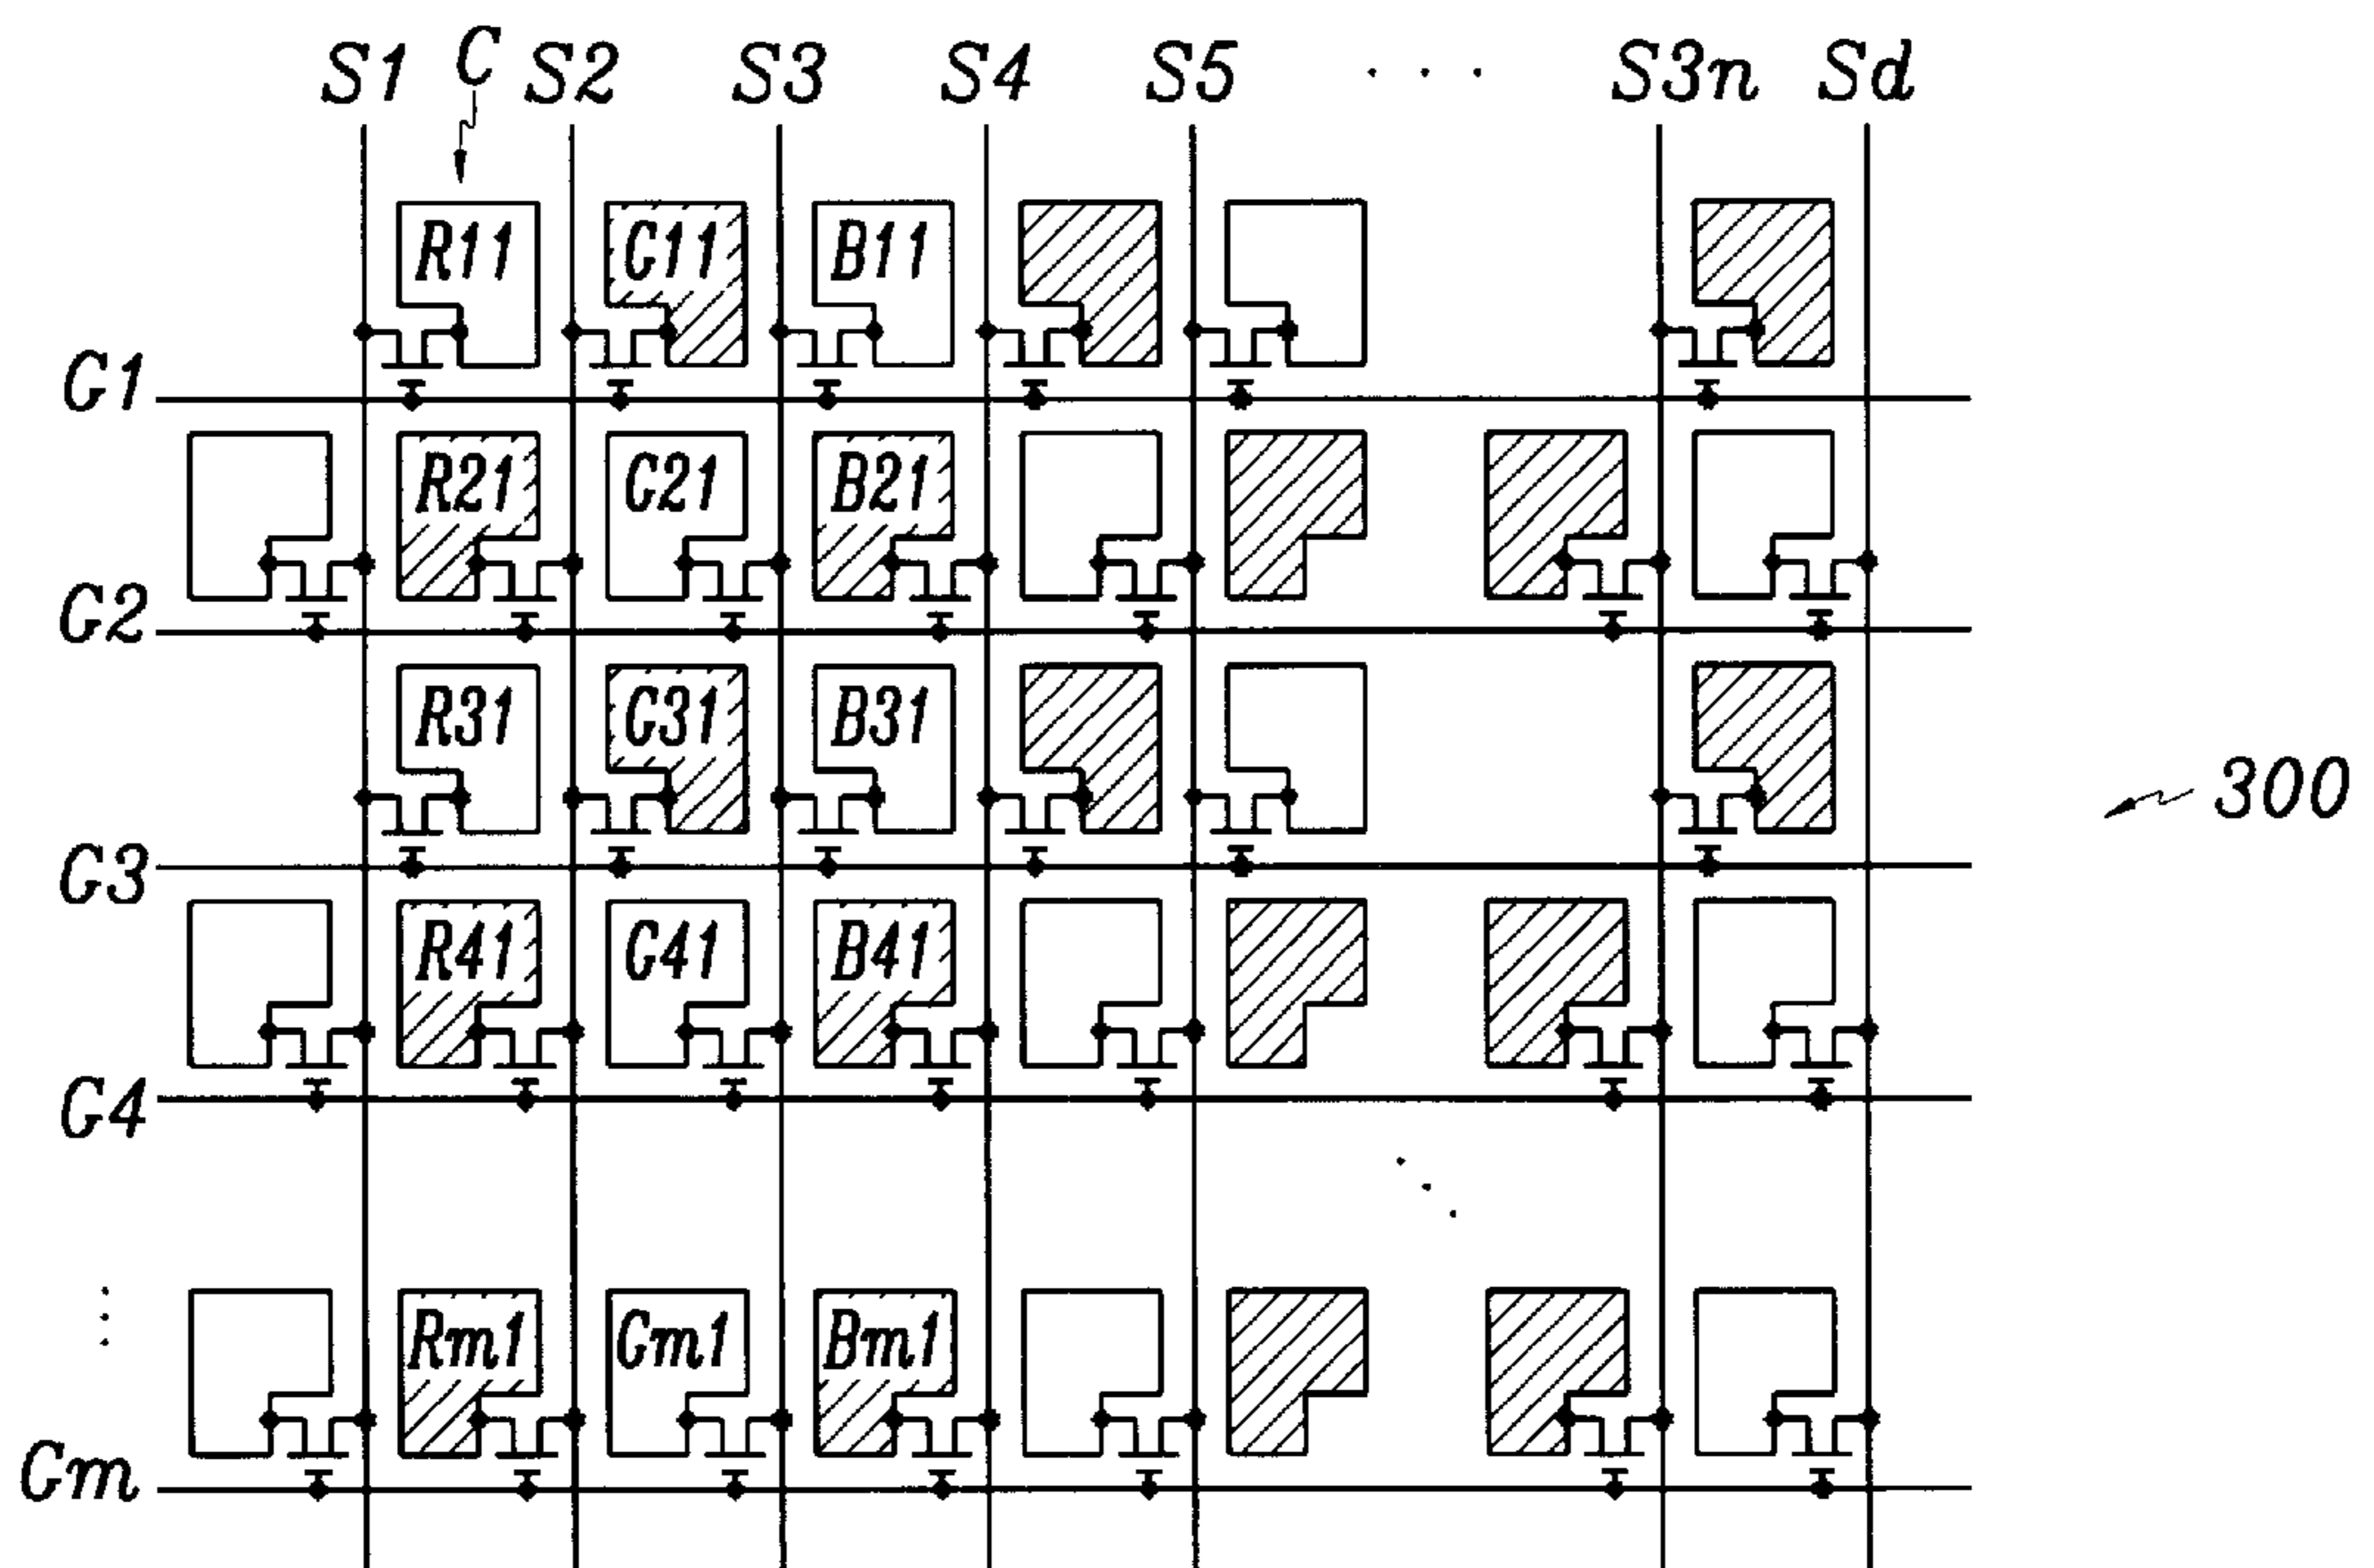 S1 C S2 S3 S4 S5 . . . S3n Sd
R11 G11 B11
G1
R21 G21 B21
G2
R31 G31 B31
300
G3
R41 G41 B41
G4
Rm1 Gm1 Bm1
Gm